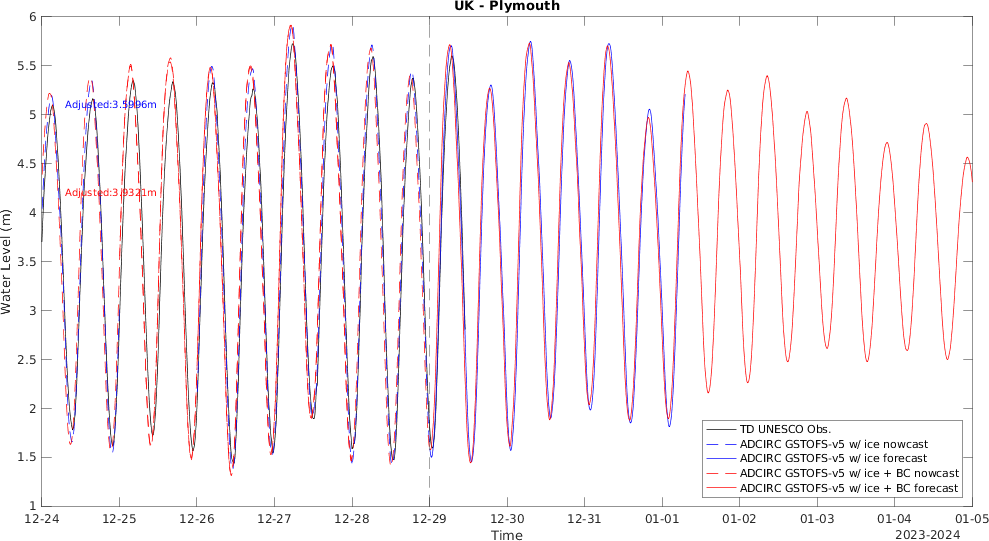 UK - Plymouth
6
5.5
5
4.5
4
3.5
3
2.5
2
1.5
1
Water Level (m)
Adjusted:3.5996m
Adjusted:3.9321m
TD UNESCO Obs.
ADCIRC GSTOFS-v5 w/ ice nowcast
ADCIRC GSTOFS-v5 w/ ice forecast
ADCIRC GSTOFS-v5 w/ ice + BC nowcast
ADCIRC GSTOFS-v5 w/ ice + BC forecast
12-24 12-25 12-26 12-27 12-28 12-29 12-30 12-31 01-01 01-02 01-03 01-04 01-05
Time
2023-2024